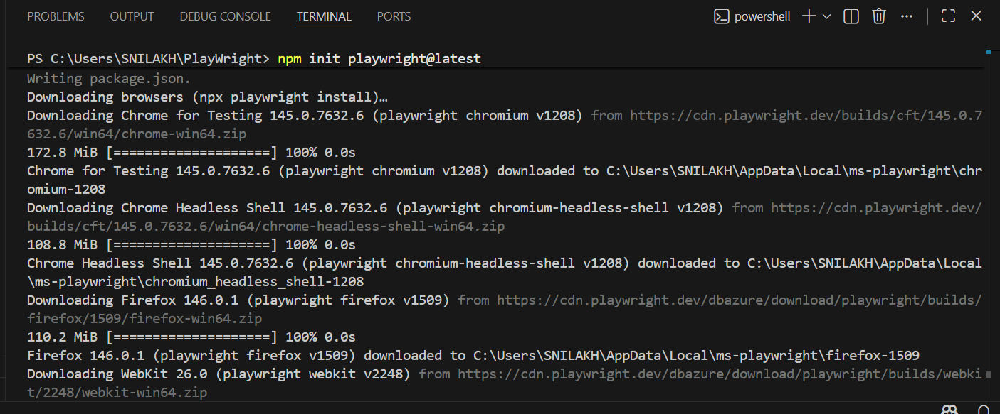 PROBLEMS OUTPUT DEBUG CONSOLE TERMINAL PORTS powershell
PS C:\Users\SNILAKH\PlayWright> npm init playwright@latest
Writing package.json.
Downloading browsers (npx playwright install)…
Downloading Chrome for Testing 145.0.7632.6 (playwright chromium v1208) from https://cdn.playwright.dev/builds/cft/145.0.7
632.6/win64/chrome-win64.zip
172.8 MiB [====================] 100% 0.0s
Chrome for Testing 145.0.7632.6 (playwright chromium v1208) downloaded to C:\Users\SNILAKH\AppData\Local\ms-playwright\chr
omium-1208
Downloading Chrome Headless Shell 145.0.7632.6 (playwright chromium-headless-shell v1208) from https://cdn.playwright.dev/
builds/cft/145.0.7632.6/win64/chrome-headless-shell-win64.zip
108.8 MiB [====================] 100% 0.0s
Chrome Headless Shell 145.0.7632.6 (playwright chromium-headless-shell v1208) downloaded to C:\Users\SNILAKH\AppData\Local
\ms-playwright\chromium_headless_shell-1208
Downloading Firefox 146.0.1 (playwright firefox v1509) from https://cdn.playwright.dev/dbazure/download/playwright/builds/
firefox/1509/firefox-win64.zip
110.2 MiB [====================] 100% 0.0s
Firefox 146.0.1 (playwright firefox v1509) downloaded to C:\Users\SNILAKH\AppData\Local\ms-playwright\firefox-1509
Downloading WebKit 26.0 (playwright webkit v2248) from https://cdn.playwright.dev/dbazure/download/playwright/builds/webki
t/2248/webkit-win64.zip